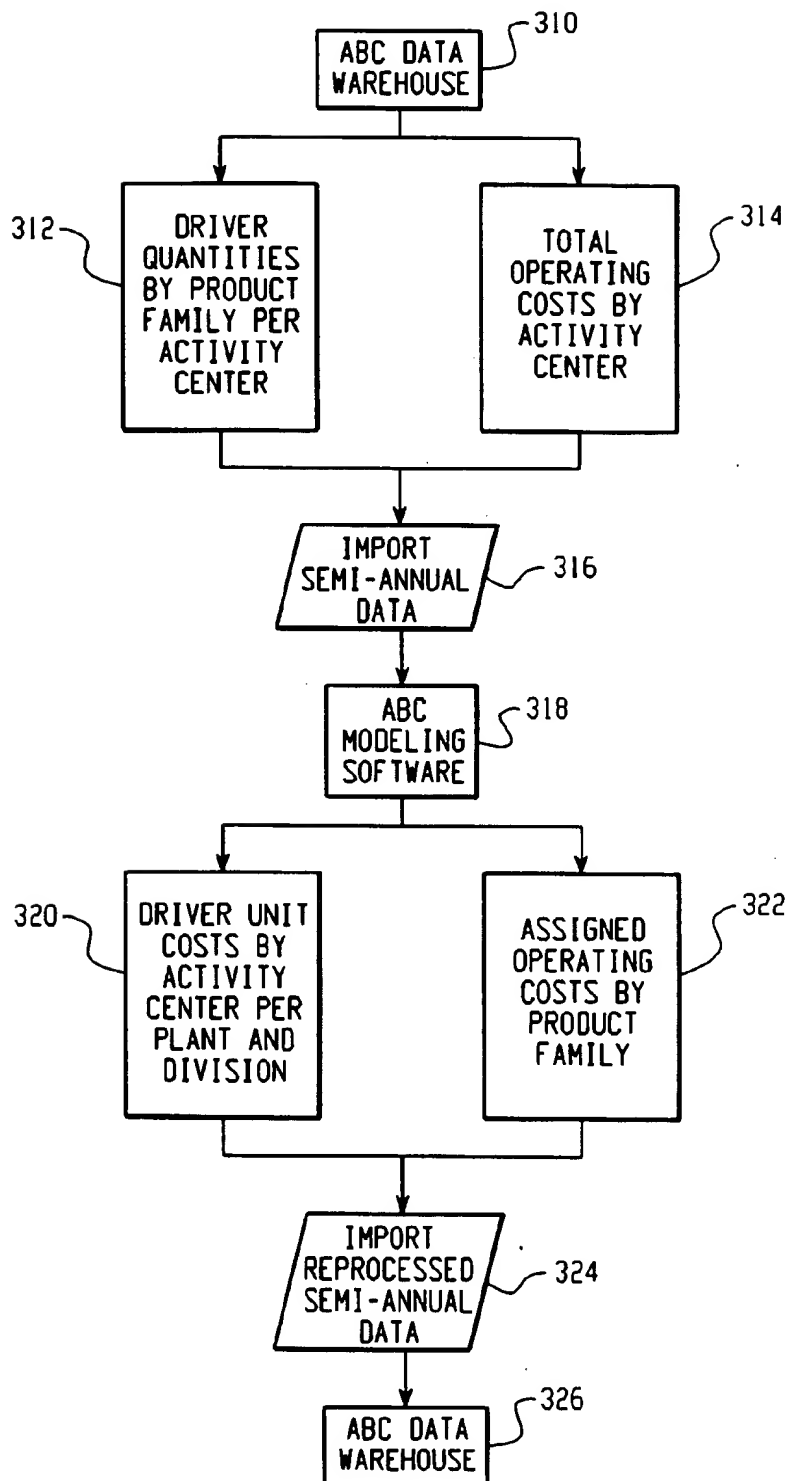 310
ABC DATA
WAREHOUSE
312
DRIVER
QUANTITIES
BY PRODUCT
FAMILY PER
ACTIVITY
CENTER
314
TOTAL
OPERATING
COSTS BY
ACTIVITY
CENTER
IMPORT
SEMI-ANNUAL
DATA
316
ABC
MODELING
SOFTWARE
318
320
DRIVER UNIT
COSTS BY
ACTIVITY
CENTER PER
PLANT AND
DIVISION
322
ASSIGNED
OPERATING
COSTS BY
PRODUCT
FAMILY
IMPORT
REPROCESSED
SEMI-ANNUAL
DATA
324
326
ABC DATA
WAREHOUSE